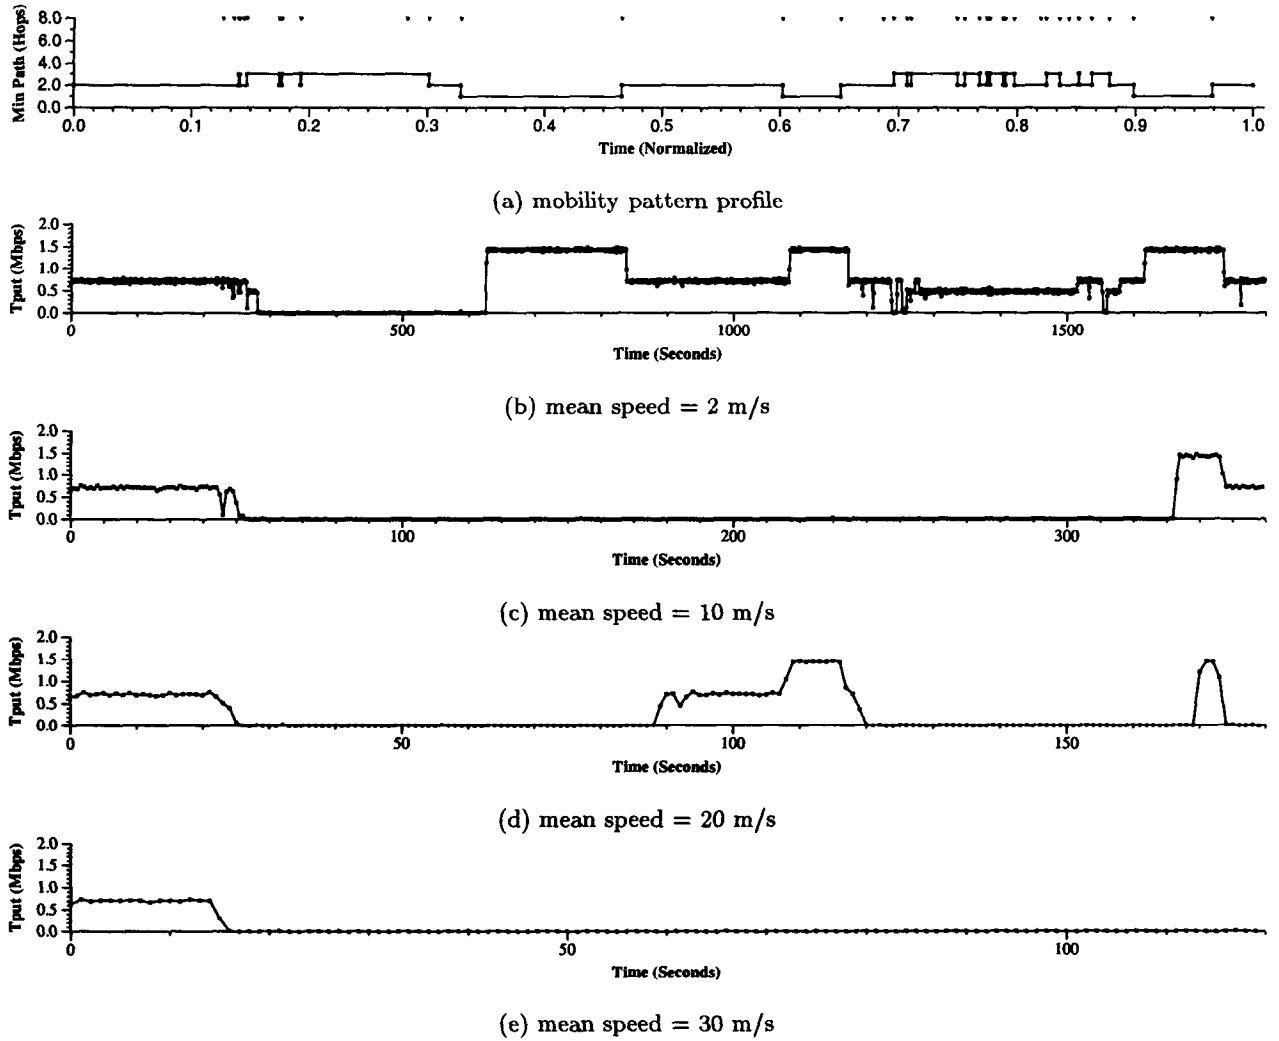 Min Path (Hops)
8.0
6.0
4.0
2.0
0.0
0.0 0.1 0.2 0.3 0.4 0.5 0.6 0.7 0.8 0.9 1.0
Time (Normalized)
(a) mobility pattern profile
Tput (Mbps)
2.0
1.5
1.0
0.5
0.0
0 500 1000 1500
Time (Seconds)
(b) mean speed = 2 m/s
Tput (Mbps)
2.0
1.5
1.0
0.5
0.0
0 100 200 300
Time (Seconds)
(c) mean speed = 10 m/s
Tput (Mbps)
2.0
1.5
1.0
0.5
0.0
0 50 100 150
Time (Seconds)
(d) mean speed = 20 m/s
Tput (Mbps)
2.0
1.5
1.0
0.5
0.0
0 50 100
Time (Seconds)
(e) mean speed = 30 m/s